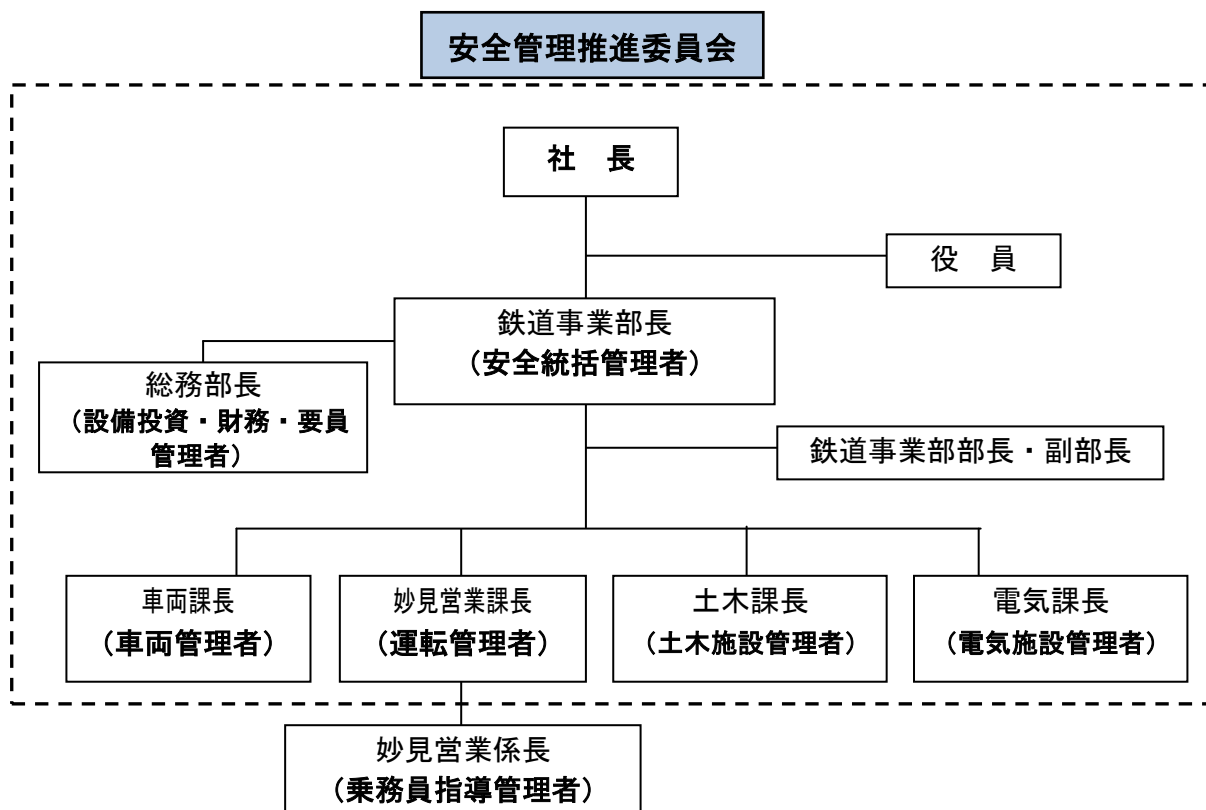 安全管理推進委員会
社　長
役　員
鉄道事業部長
（安全統括管理者）
総務部長
（設備投資・財務・要員
管理者）
鉄道事業部部長・副部長
車両課長
（車両管理者）
妙見営業課長
（運転管理者）
土木課長
（土木施設管理者）
電気課長
（電気施設管理者）
妙見営業係長
（乗務員指導管理者）